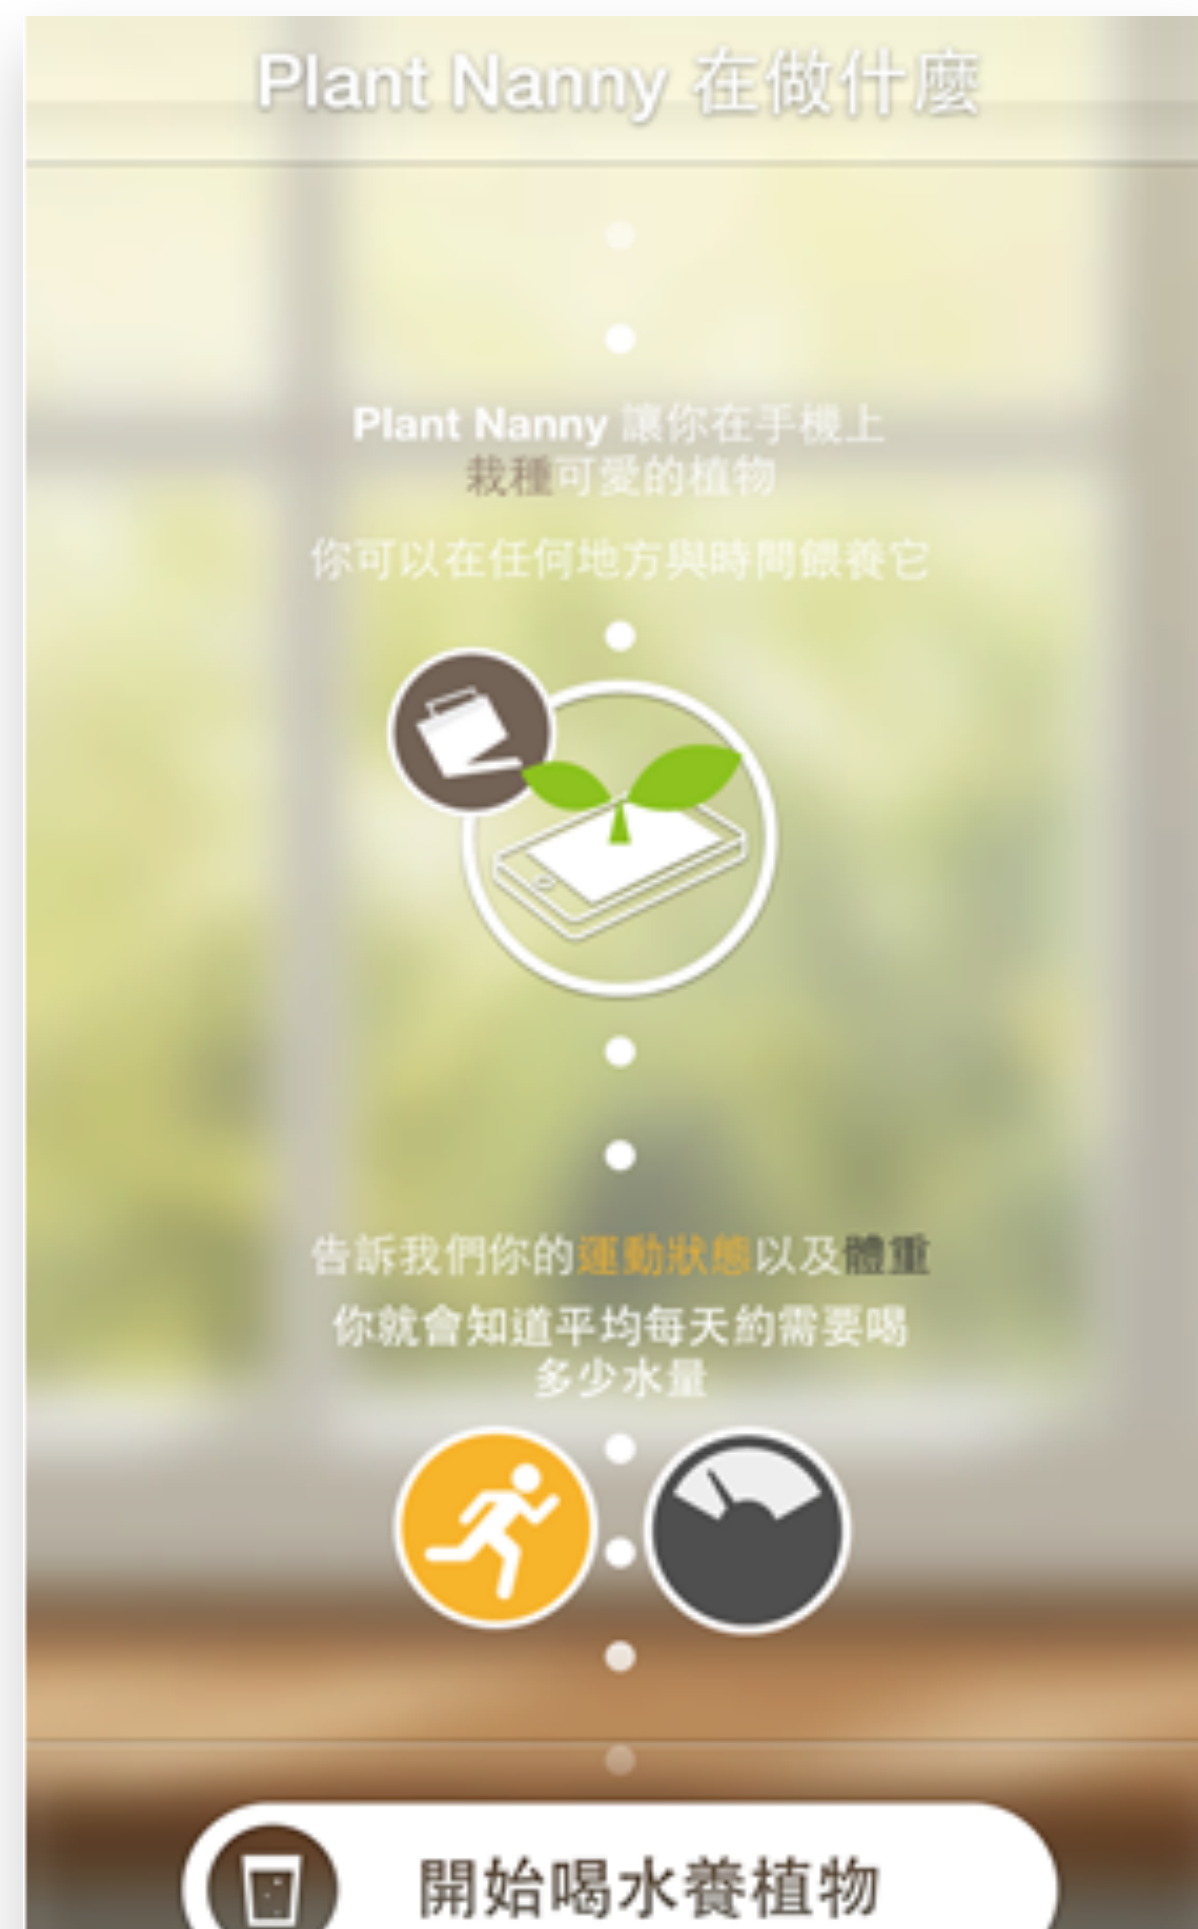 Plant Nanny 在做什麼
Plant Nanny 讓你在手機上
栽種可愛的植物
你可以在任何地方與時間餵養它
告訴我們你的運動狀態以及體重
你就會知道平均每天約需要喝
多少水量
開始喝水養植物